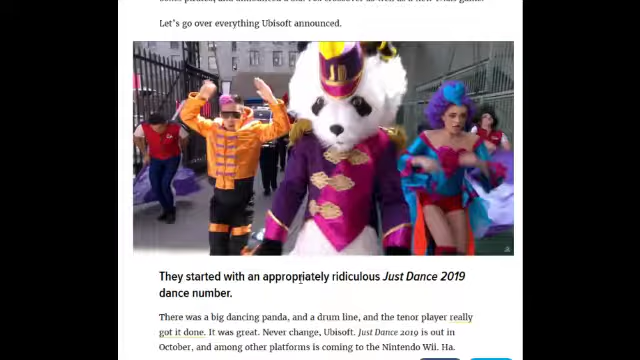 Let's go over everything Ubisoft announced.
They started with an appropriately ridiculous Just Dance 2019
dance number.
There was a big dancing panda, and a drum line, and the tenor player really
got it done. It was great. Never change, Ubisoft. Just Dance 2019 is out in
October, and among other platforms is coming to the Nintendo Wii. Ha.